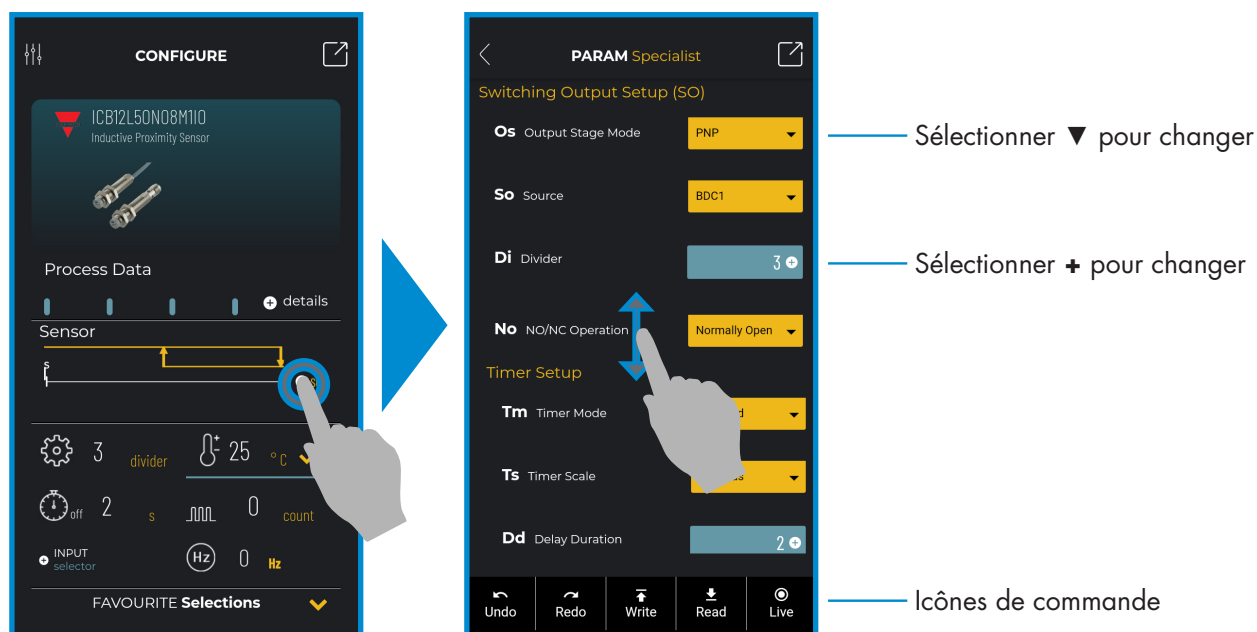 CONFIGURE
ICB12L50N08M1IO
Inductive Proximity Sensor
Process Data
details
Sensor
s
3 divider
25 °C
off 2 s
0 count
INPUT
selector
Hz 0 Hz
FAVOURITE Selections
PARAM Specialist
Switching Output Setup (SO)
Os Output Stage Mode PNP
So Source BDC1
Di Divider 3
No NO/NC Operation Normally Open
Timer Setup
Tm Timer Mode
Ts Timer Scale
Dd Delay Duration 2
Undo Redo Write Read Live
Sélectionner ▼ pour changer
Sélectionner + pour changer
Icônes de commande